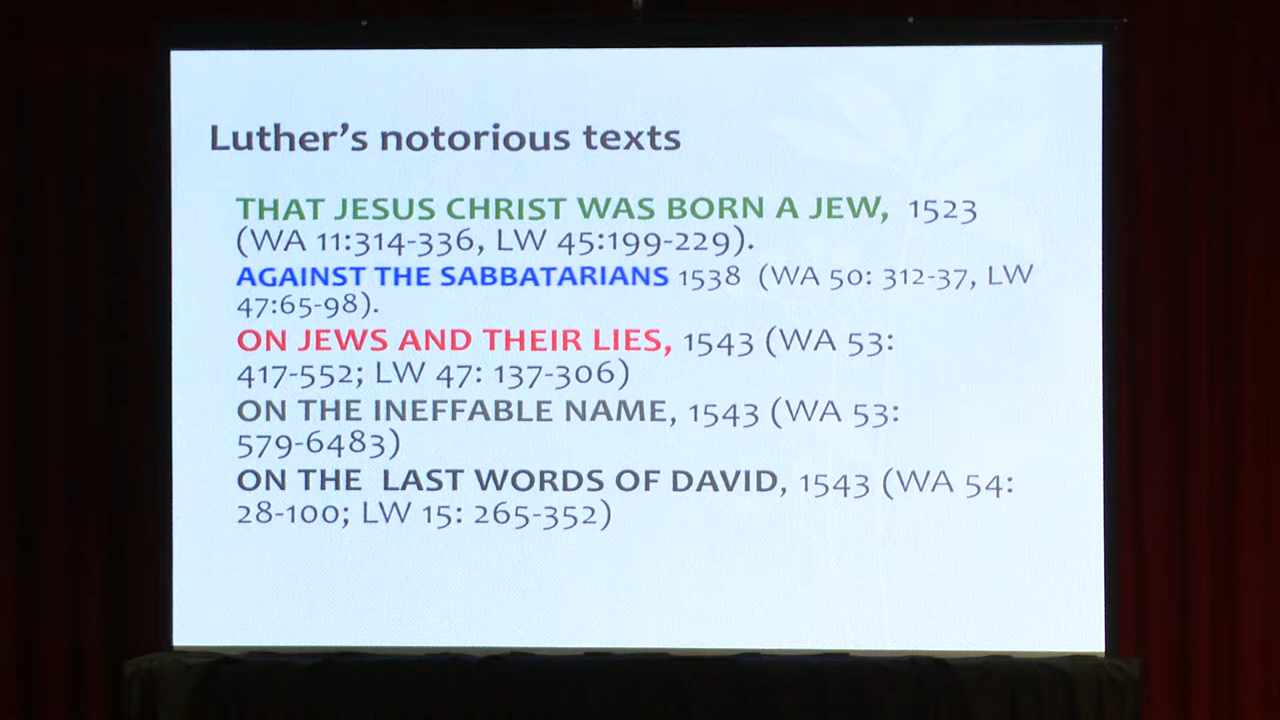 Luther's notorious texts
THAT JESUS CHRIST WAS BORN A JEW, 1523
(WA 11:314-336, LW 45:199-229).
AGAINST THE SABBATARIANS 1538 (WA 50: 312-37, LW
47:65-98).
ON JEWS AND THEIR LIES, 1543 (WA 53:
417-552; LW 47: 137-306)
ON THE INEFFABLE NAME, 1543 (WA 53:
579-6483)
ON THE LAST WORDS OF DAVID, 1543 (WA 54:
28-100; LW 15: 265-352)